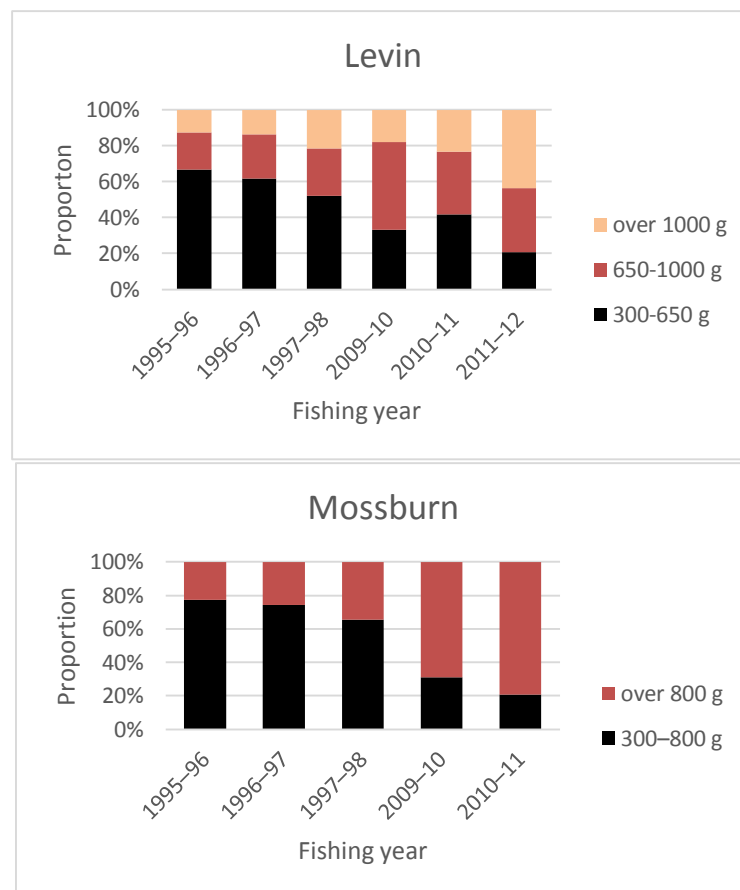 Levin
100%
80%
60%
40%
20%
0%
Proporton
1995–96
1996–97
1997–98
2009–10
2010–11
2011–12
Fishing year
over 1000 g
650-1000 g
300-650 g
Mossburn
100%
80%
60%
40%
20%
0%
Proportion
1995–96
1996–97
1997–98
2009–10
2010–11
Fishing year
over 800 g
300–800 g